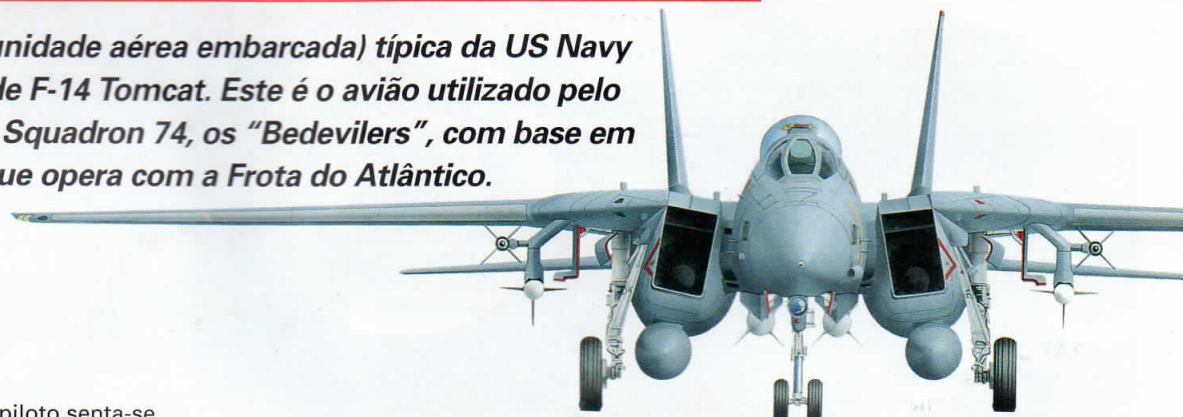 unidade aérea embarcada) típica da US Navy
de F-14 Tomcat. Este é o avião utilizado pelo
Squadron 74, os “Bedevilers”, com base em
ue opera com a Frota do Atlântico.
piloto senta-se